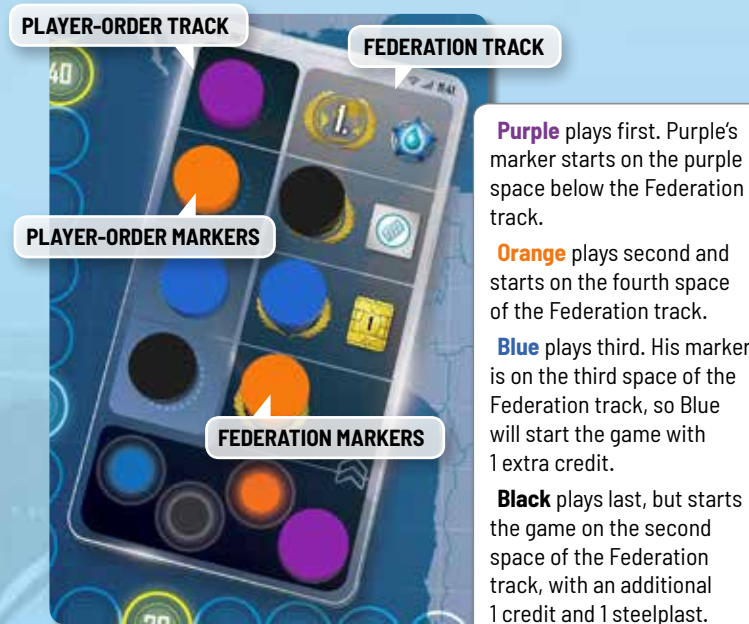 PLAYER-ORDER TRACK
FEDERATION TRACK
40
11:41
1.
PLAYER-ORDER MARKERS
1
FEDERATION MARKERS
Purple plays first. Purple’s
marker starts on the purple
space below the Federation
track.
Orange plays second and
starts on the fourth space
of the Federation track.
Blue plays third. His marker
is on the third space of the
Federation track, so Blue
will start the game with
1 extra credit.
Black plays last, but starts
the game on the second
space of the Federation
track, with an additional
1 credit and 1 steelplast.